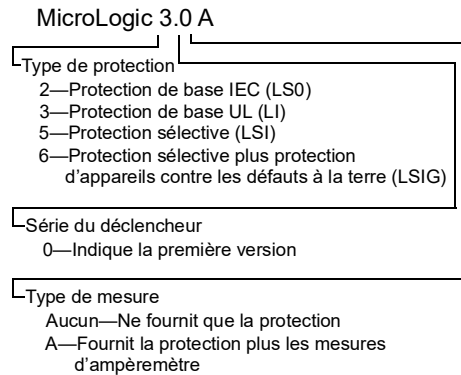 MicroLogic 3.0 A
Type de protection
2—Protection de base IEC (LS0)
3—Protection de base UL (LI)
5—Protection sélective (LSI)
6—Protection sélective plus protection
d'appareils contre les défauts à la terre (LSIG)
Série du déclencheur
0—Indique la première version
Type de mesure
Aucun—Ne fournit que la protection
A—Fournit la protection plus les mesures
d'ampèremètre